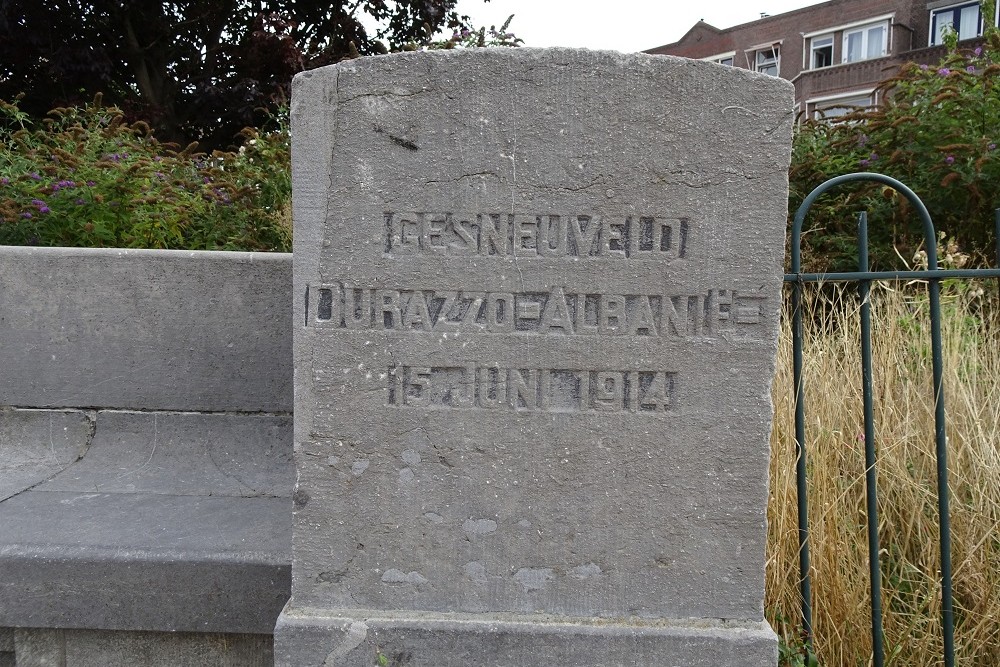 GESNEUVELD
DURAZZO=ALBANIË=
15 JUNI 1914